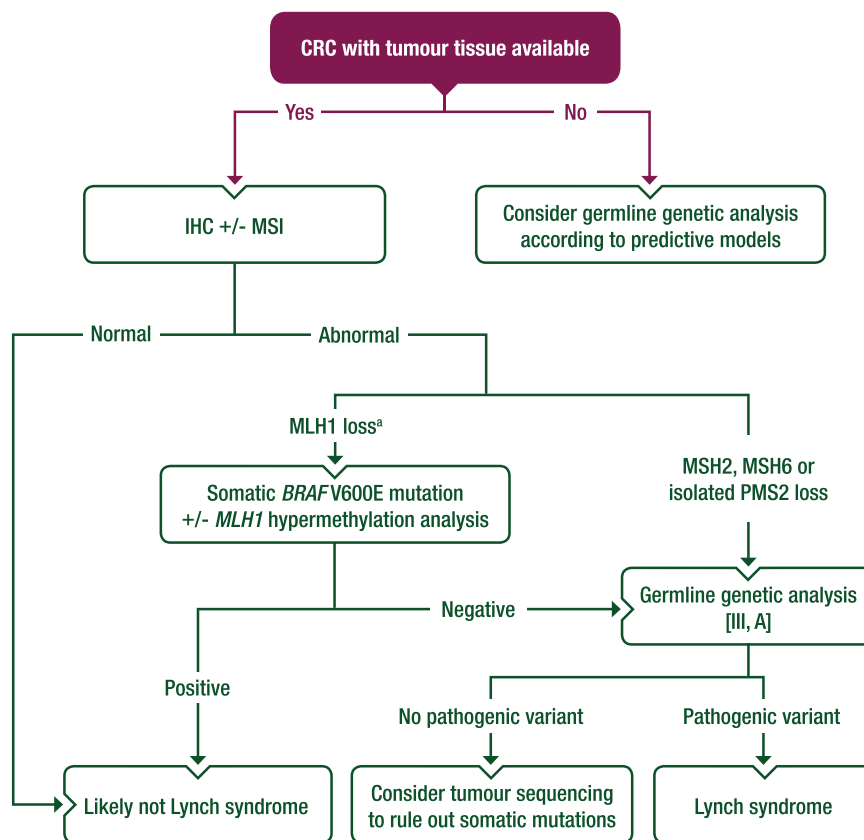 CRC with tumour tissue available
Yes
No
IHC +/- MSI
Consider germline genetic analysis
according to predictive models
Normal
Abnormal
MLH1 lossᵃ
MSH2, MSH6 or
isolated PMS2 loss
Somatic BRAF V600E mutation
+/- MLH1 hypermethylation analysis
Germline genetic analysis
[III, A]
Negative
Positive
No pathogenic variant
Pathogenic variant
Likely not Lynch syndrome
Consider tumour sequencing
to rule out somatic mutations
Lynch syndrome